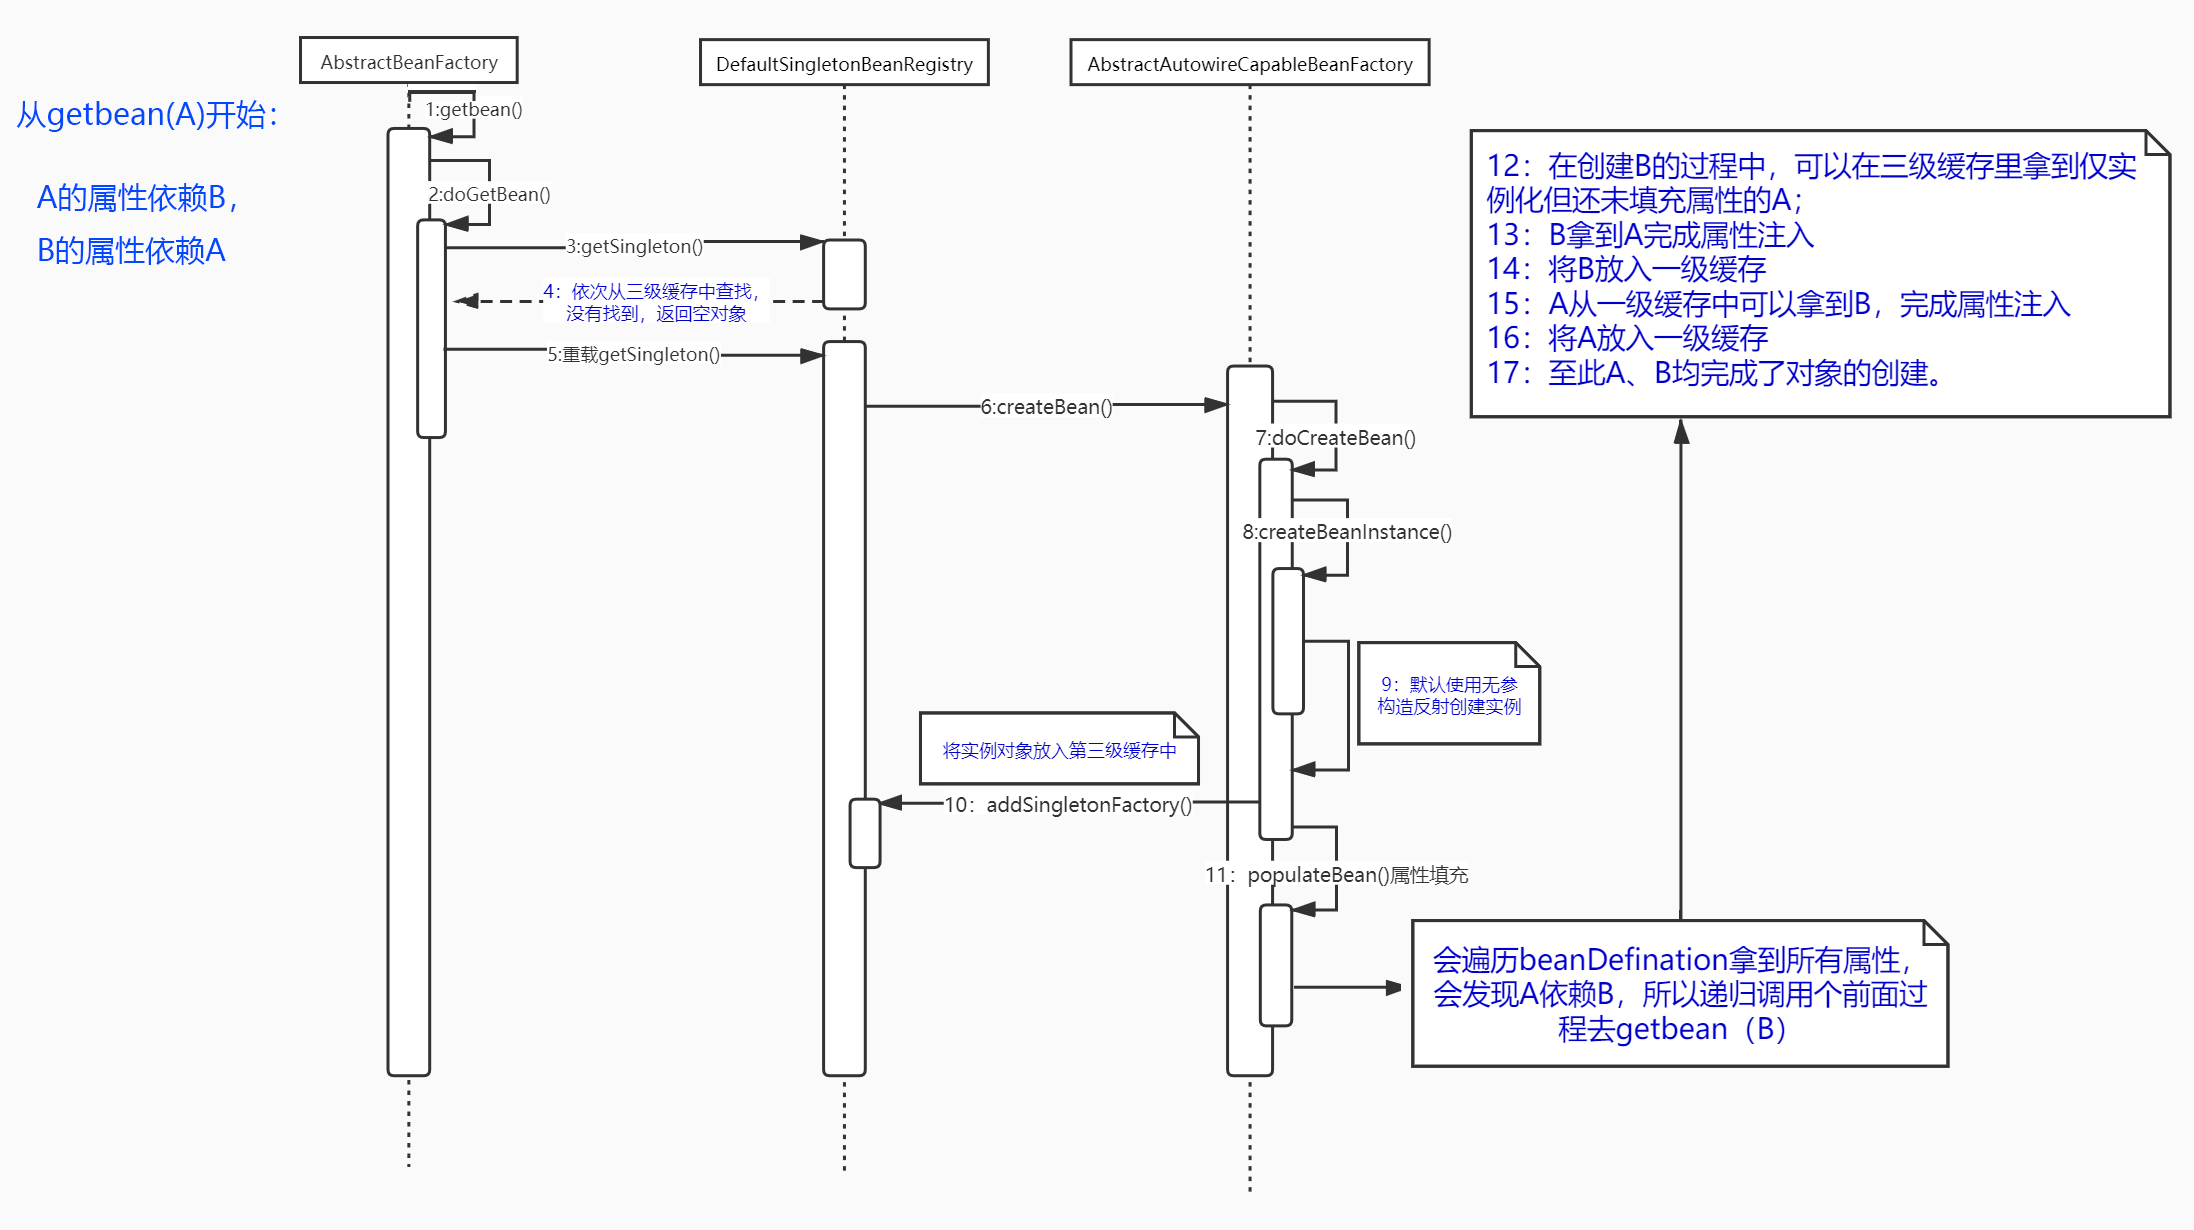 AbstractBeanFactory
DefaultSingletonBeanRegistry
AbstractAutowireCapableBeanFactory
从getbean(A)开始：
A的属性依赖B，
B的属性依赖A
1:getbean()
2:doGetBean()
3:getSingleton()
4：依次从三级缓存中查找，
没有找到，返回空对象
5:重载getSingleton()
6:createBean()
7:doCreateBean()
8:createBeanInstance()
9：默认使用无参
构造反射创建实例
将实例对象放入第三级缓存中
10：addSingletonFactory()
11：populateBean()属性填充
会遍历beanDefination拿到所有属性，
会发现A依赖B，所以递归调用个前面过
程去getbean（B）
12：在创建B的过程中，可以在三级缓存里拿到仅实
例化但还未填充属性的A；
13：B拿到A完成属性注入
14：将B放入一级缓存
15：A从一级缓存中可以拿到B，完成属性注入
16：将A放入一级缓存
17：至此A、B均完成了对象的创建。